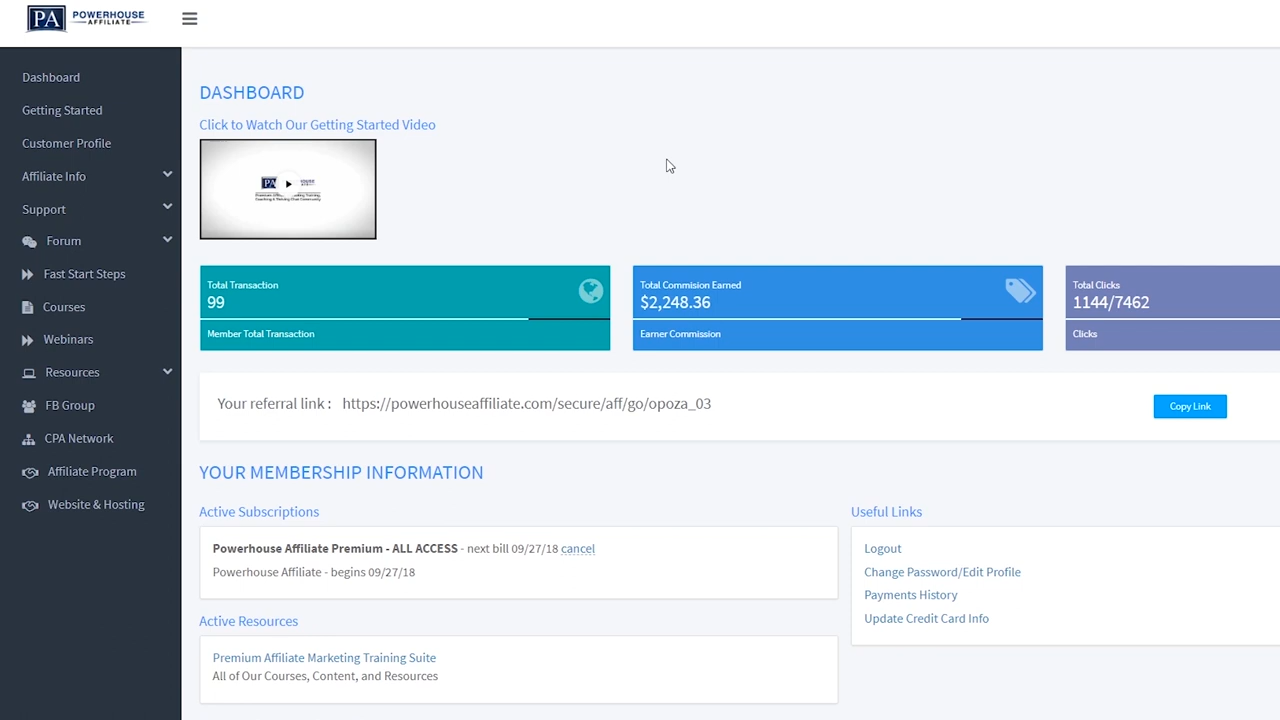 PA POWERHOUSE
AFFILIATE
Dashboard
Getting Started
Customer Profile
Affiliate Info
Support
Forum
Fast Start Steps
Courses
Webinars
Resources
FB Group
CPA Network
Affiliate Program
Website & Hosting
DASHBOARD
Click to Watch Our Getting Started Video
PA
Total Transaction
99
Member Total Transaction
Total Commision Earned
$2,248.36
Earner Commission
Total Clicks
1144/7462
Clicks
Your referral link : https://powerhouseaffiliate.com/secure/aff/go/opoza_03
Copy Link
YOUR MEMBERSHIP INFORMATION
Active Subscriptions
Powerhouse Affiliate Premium - ALL ACCESS - next bill 09/27/18 cancel
Powerhouse Affiliate - begins 09/27/18
Active Resources
Premium Affiliate Marketing Training Suite
All of Our Courses, Content, and Resources
Useful Links
Logout
Change Password/Edit Profile
Payments History
Update Credit Card Info